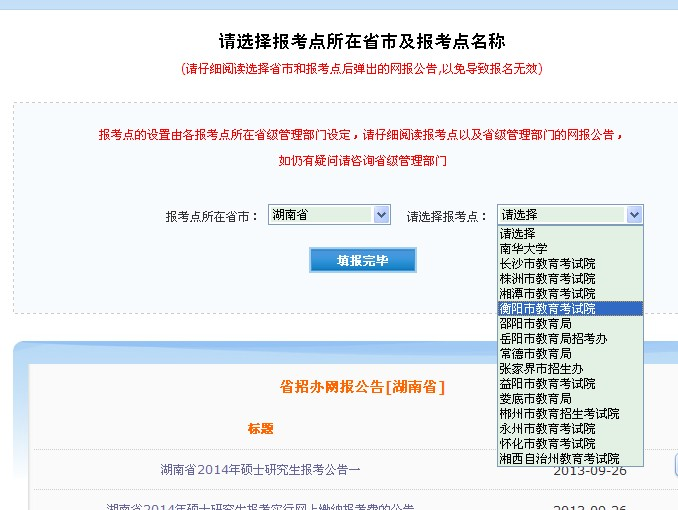 请选择报考点所在省市及报考点名称
(请仔细阅读选择省市和报考点后弹出的网报公告,以免导致报名无效)
报考点的设置由各报考点所在省级管理部门设定，请仔细阅读报考点以及省级管理部门的网报公告，
如仍有疑问请咨询省级管理部门
报考点所在省市： 湖南省 请选择报考点： 请选择
填报完毕
请选择
南华大学
长沙市教育考试院
株洲市教育考试院
湘潭市教育考试院
衡阳市教育考试院
邵阳市教育局
岳阳市教育局招考办
常德市教育局
张家界市招生办
益阳市教育考试院
娄底市教育局
郴州市教育招生考试院
永州市教育考试院
怀化市教育考试院
湘西自治州教育考试院
省招办网报公告[湖南省]
标题
湖南省2014年硕士研究生报考公告一 2013-09-26
湖南省2014年硕士研究生报考实行网上缴纳报考费的公告 2013-09-26